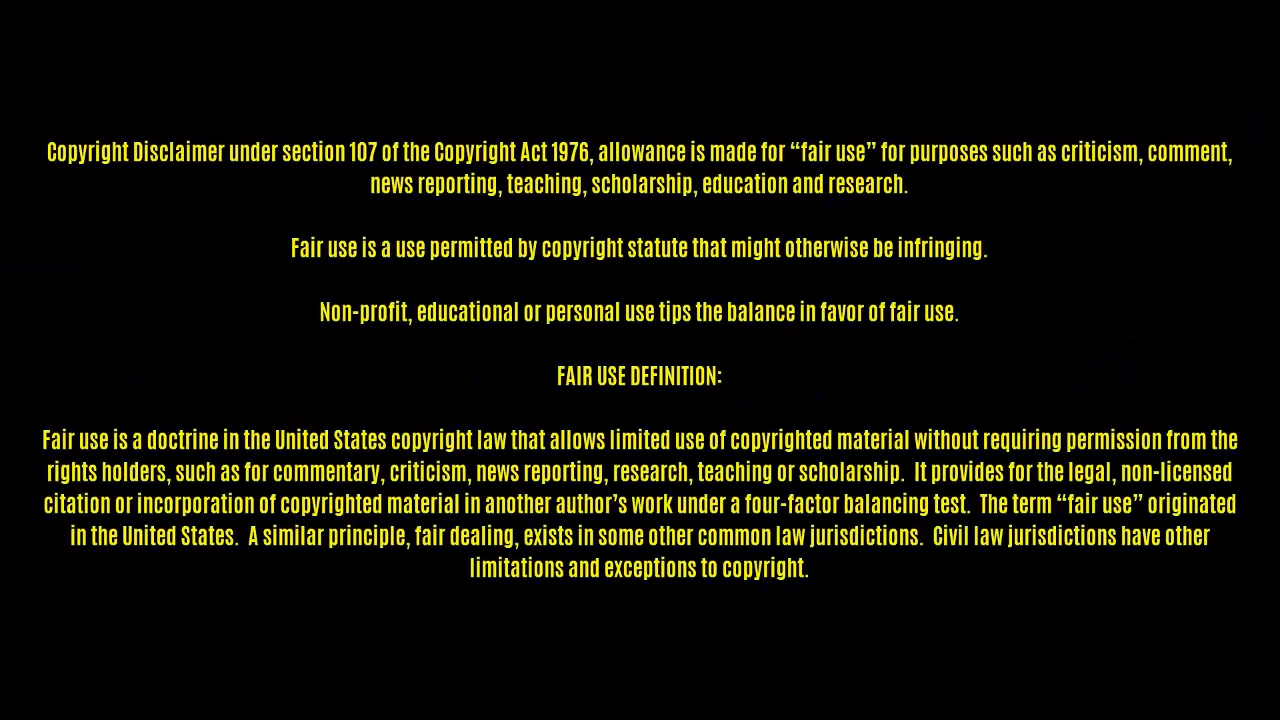 Copyright Disclaimer under section 107 of the Copyright Act 1976, allowance is made for “fair use” for purposes such as criticism, comment,
news reporting, teaching, scholarship, education and research.
Fair use is a use permitted by copyright statute that might otherwise be infringing.
Non-profit, educational or personal use tips the balance in favor of fair use.
FAIR USE DEFINITION:
Fair use is a doctrine in the United States copyright law that allows limited use of copyrighted material without requiring permission from the
rights holders, such as for commentary, criticism, news reporting, research, teaching or scholarship.  It provides for the legal, non-licensed
citation or incorporation of copyrighted material in another author’s work under a four-factor balancing test.  The term “fair use” originated
in the United States.  A similar principle, fair dealing, exists in some other common law jurisdictions.  Civil law jurisdictions have other
limitations and exceptions to copyright.